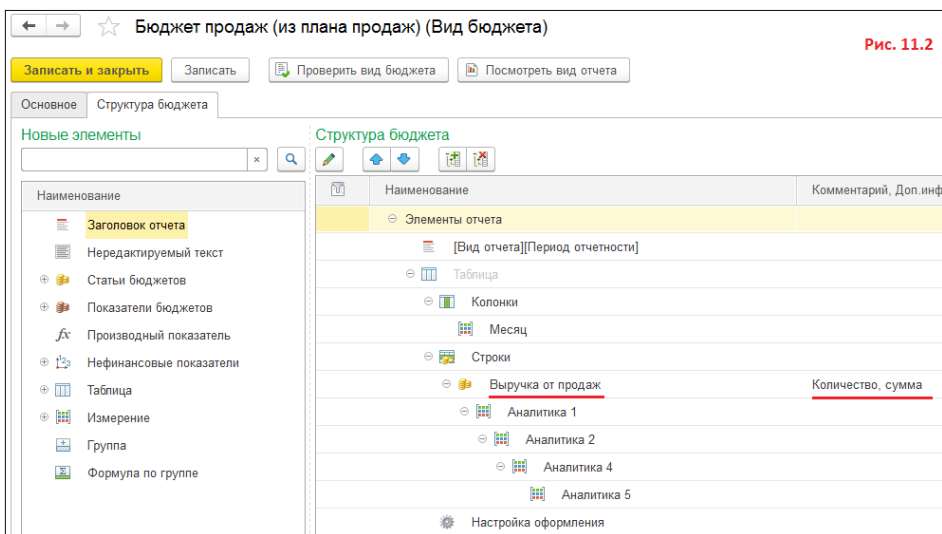 Бюджет продаж (из плана продаж) (Вид бюджета)
Рис. 11.2
Записать и закрыть Записать Проверить вид бюджета Посмотреть вид отчета
Основное Структура бюджета
Новые элементы
Структура бюджета
Наименование
Заголовок отчета
Нередактируемый текст
Статьи бюджетов
Показатели бюджетов
fx Производный показатель
Нефинансовые показатели
Таблица
Измерение
Группа
Формула по группе
Наименование Комментарий, Доп.инф
Элементы отчета
[Вид отчета][Период отчетности]
Таблица
Колонки
Месяц
Строки
Выручка от продаж Количество, сумма
Аналитика 1
Аналитика 2
Аналитика 4
Аналитика 5
Настройка оформления